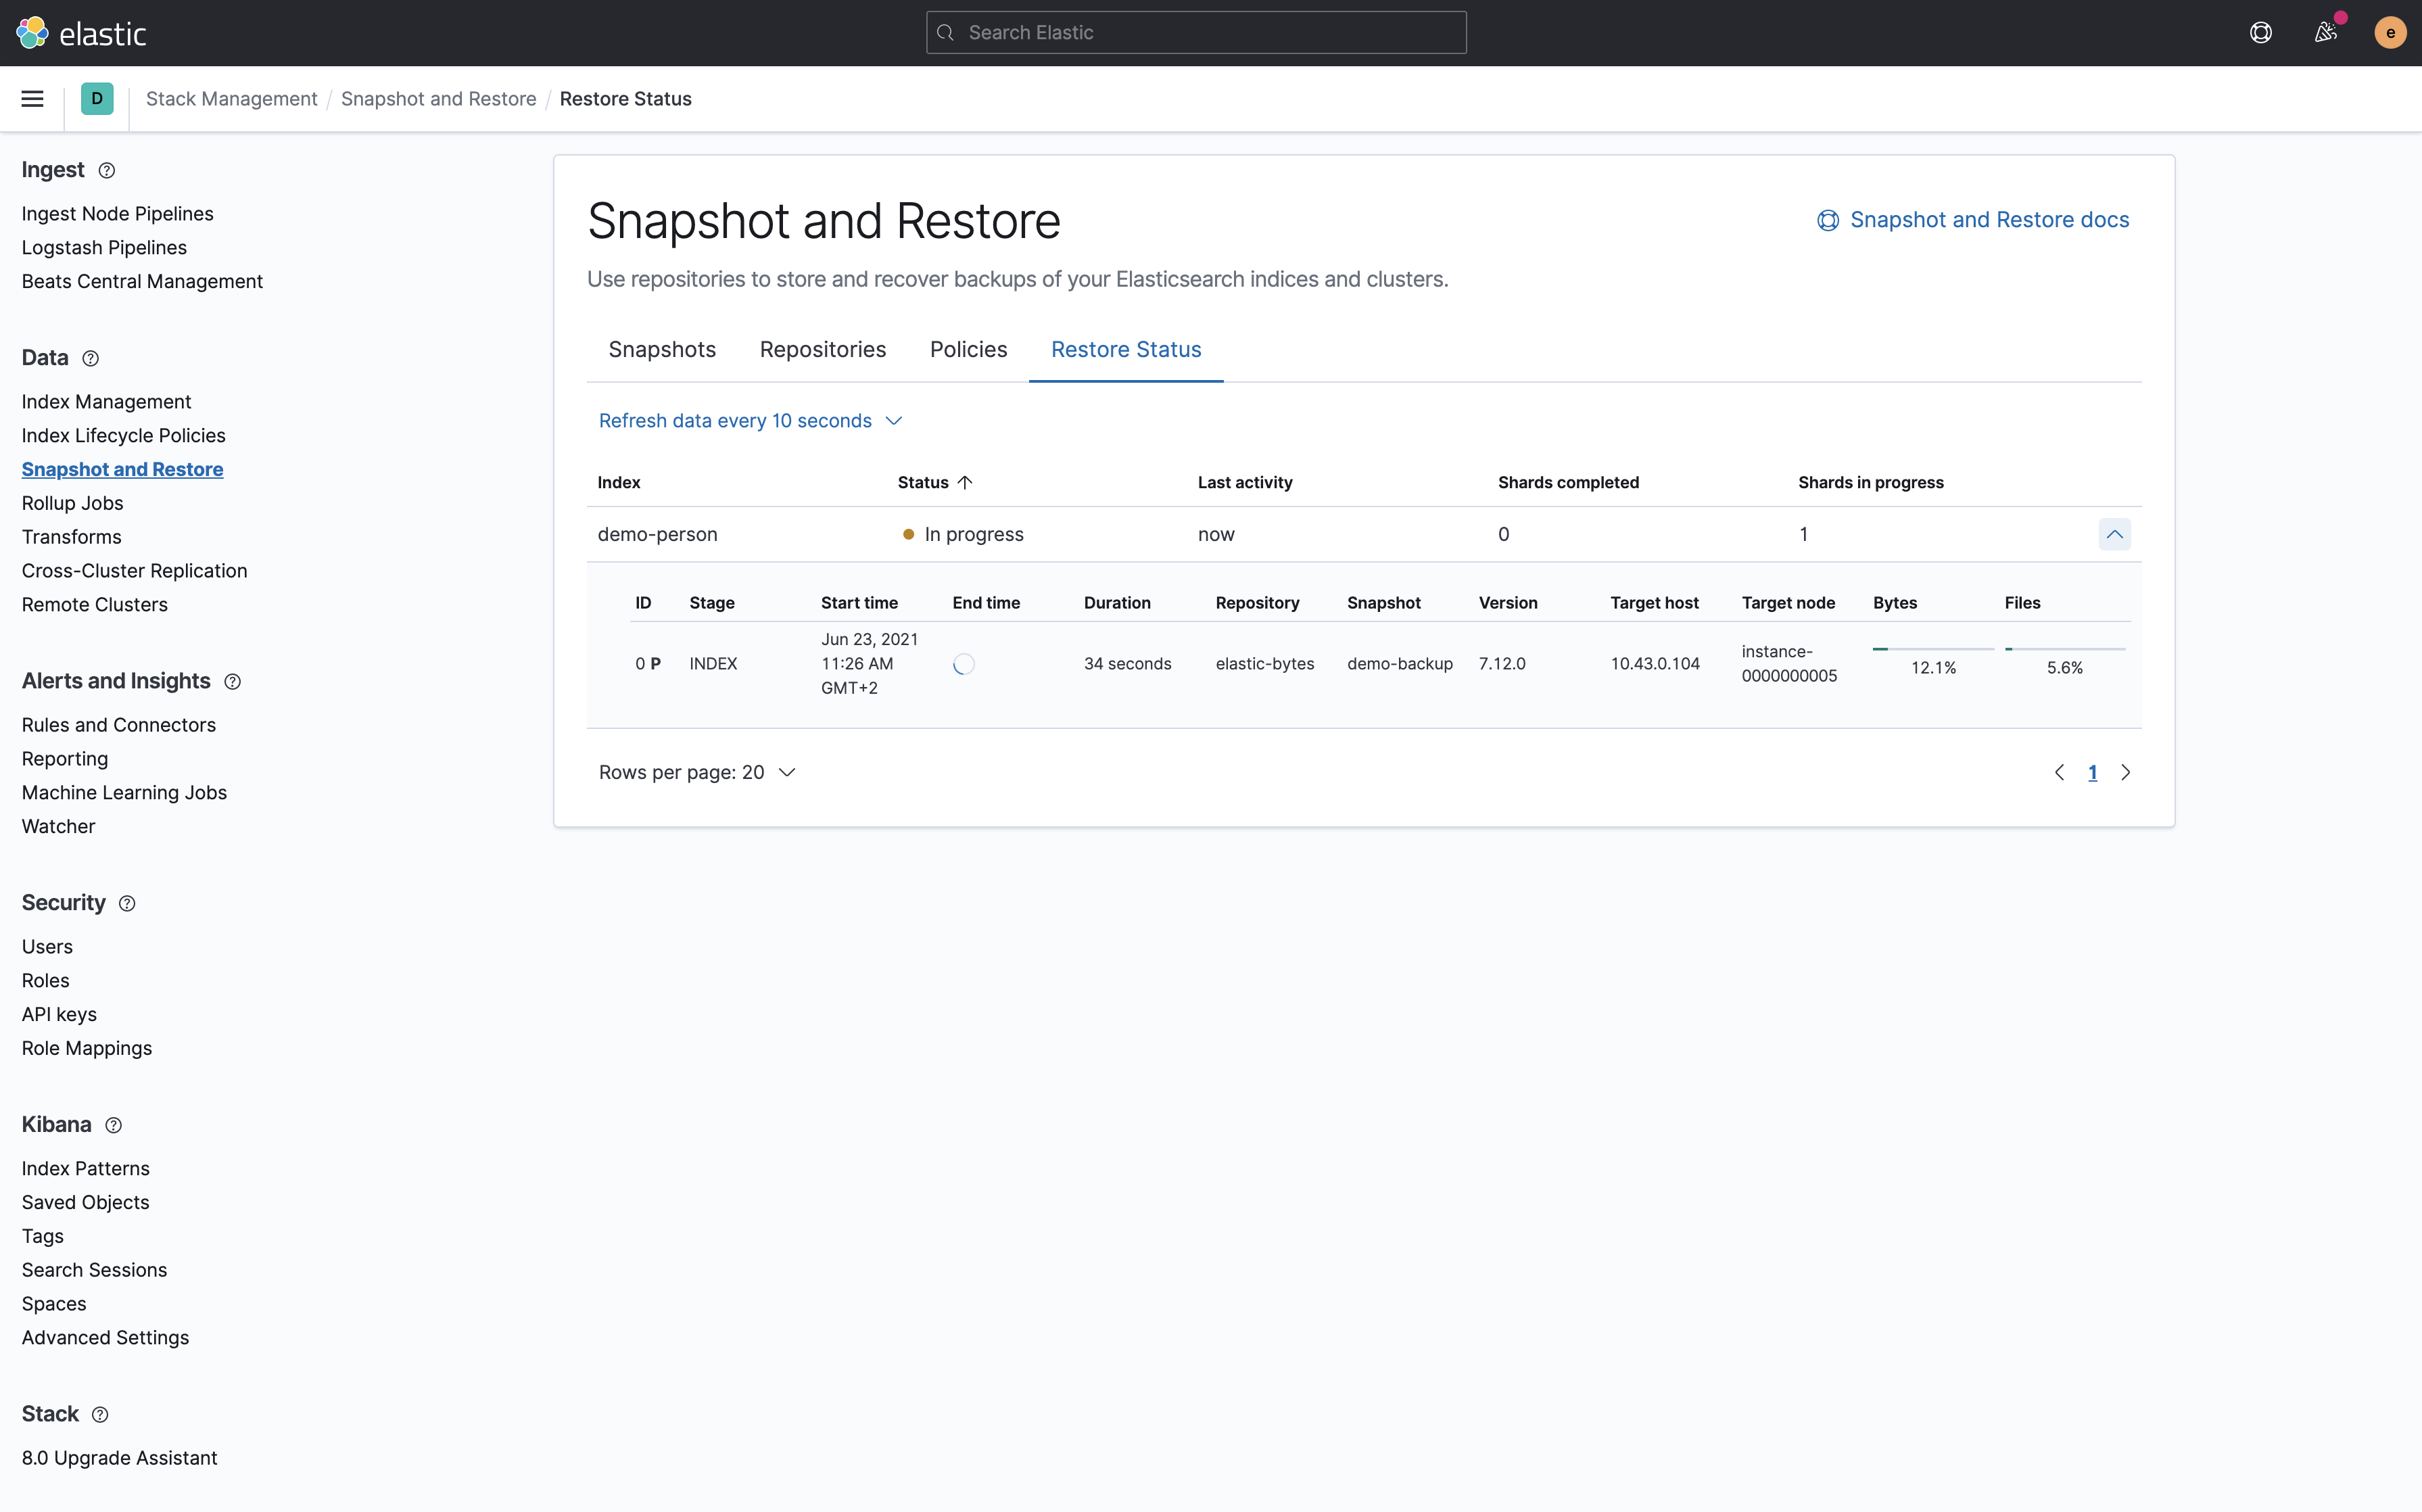 elastic
Search Elastic
e
D
Stack Management / Snapshot and Restore / Restore Status
Ingest
Ingest Node Pipelines
Logstash Pipelines
Beats Central Management
Data
Index Management
Index Lifecycle Policies
Snapshot and Restore
Rollup Jobs
Transforms
Cross-Cluster Replication
Remote Clusters
Alerts and Insights
Rules and Connectors
Reporting
Machine Learning Jobs
Watcher
Security
Users
Roles
API keys
Role Mappings
Kibana
Index Patterns
Saved Objects
Tags
Search Sessions
Spaces
Advanced Settings
Stack
8.0 Upgrade Assistant
Snapshot and Restore
Snapshot and Restore docs
Use repositories to store and recover backups of your Elasticsearch indices and clusters.
Snapshots Repositories Policies Restore Status
Refresh data every 10 seconds
Index Status Last activity Shards completed Shards in progress
demo-person In progress now 0 1
ID Stage Start time End time Duration Repository Snapshot Version Target host Target node Bytes Files
0 P INDEX Jun 23, 2021
11:26 AM
GMT+2
34 seconds elastic-bytes demo-backup 7.12.0 10.43.0.104 instance-
0000000005
12.1% 5.6%
Rows per page: 20
1